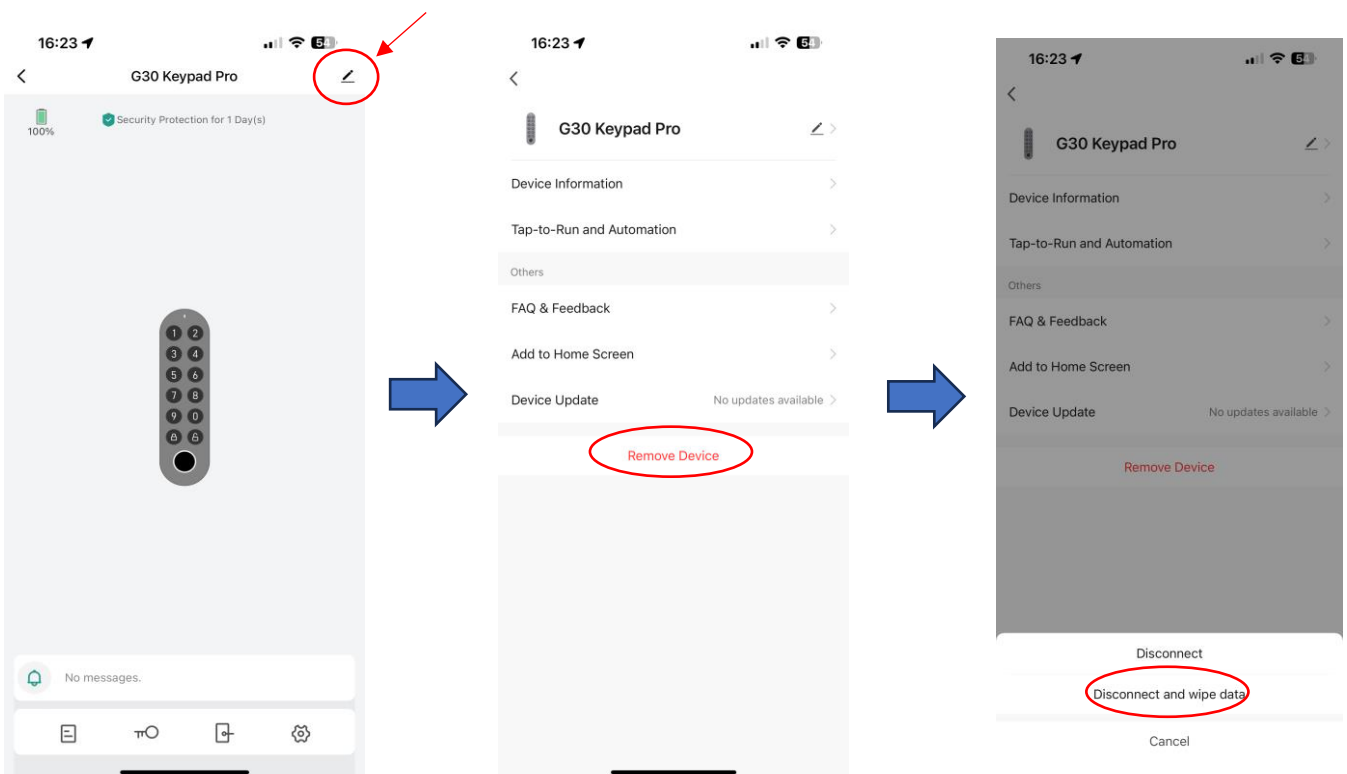 16:23
54
G30 Keypad Pro
100%
Security Protection for 1 Day(s)
1 2
3 4
5 6
7 8
9 0
No messages.
16:23
54
G30 Keypad Pro
Device Information
Tap-to-Run and Automation
Others
FAQ & Feedback
Add to Home Screen
Device Update No updates available
Remove Device
16:23
54
G30 Keypad Pro
Device Information
Tap-to-Run and Automation
Others
FAQ & Feedback
Add to Home Screen
Device Update No updates available
Remove Device
Disconnect
Disconnect and wipe data
Cancel